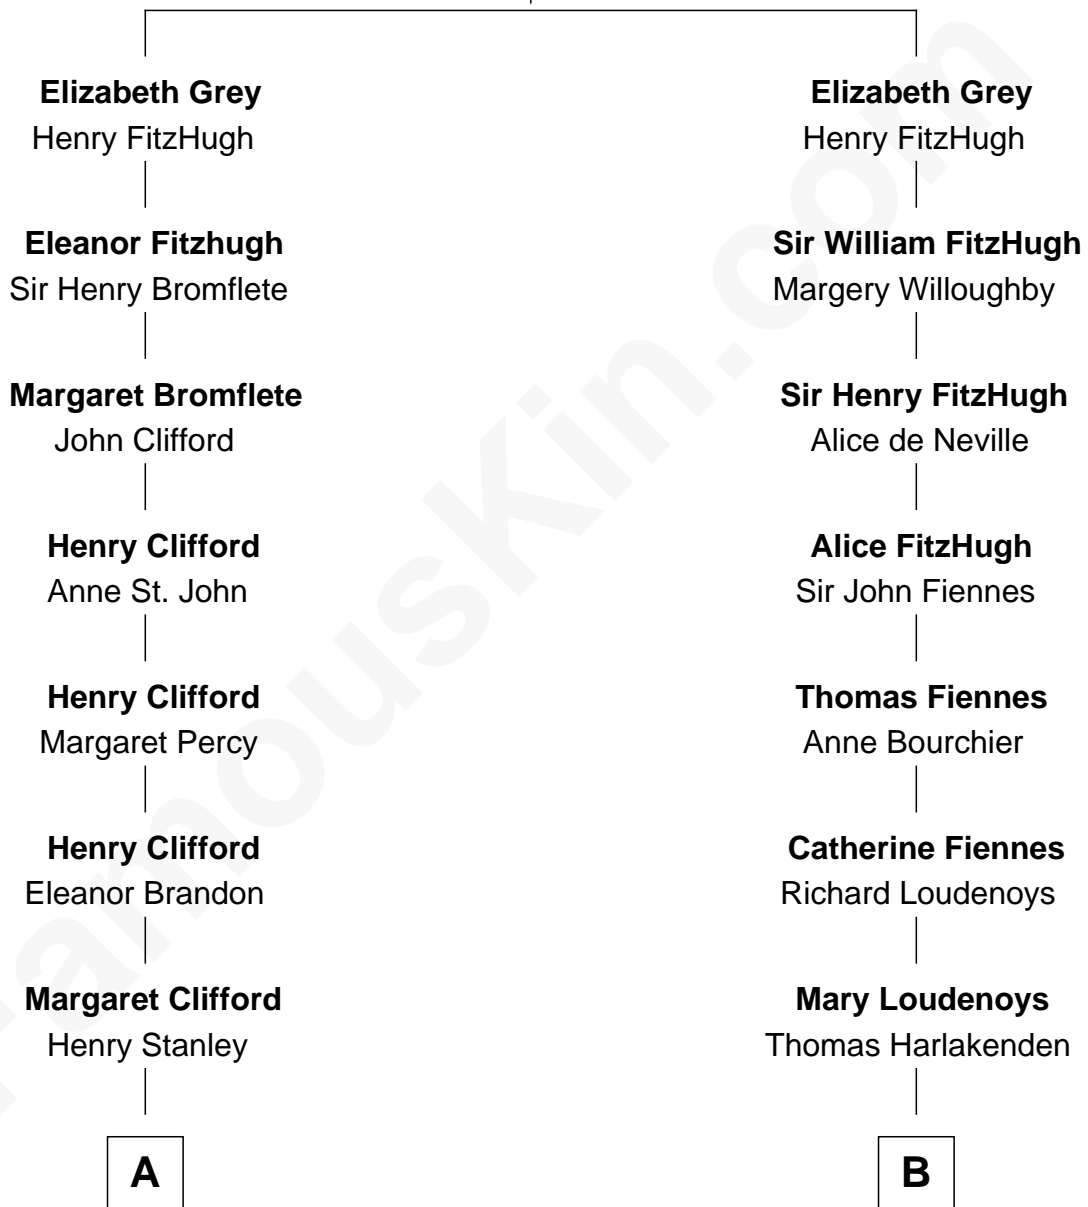 Elizabeth Grey
Henry FitzHugh
Eleanor Fitzhugh
Sir Henry Bromflete
Margaret Bromflete
John Clifford
Henry Clifford
Anne St. John
Henry Clifford
Margaret Percy
Henry Clifford
Eleanor Brandon
Margaret Clifford
Henry Stanley
A
Elizabeth Grey
Henry FitzHugh
Sir William FitzHugh
Margery Willoughby
Sir Henry FitzHugh
Alice de Neville
Alice FitzHugh
Sir John Fiennes
Thomas Fiennes
Anne Bourchier
Catherine Fiennes
Richard Loudenoys
Mary Loudenoys
Thomas Harlakenden
B
FamousKin.com